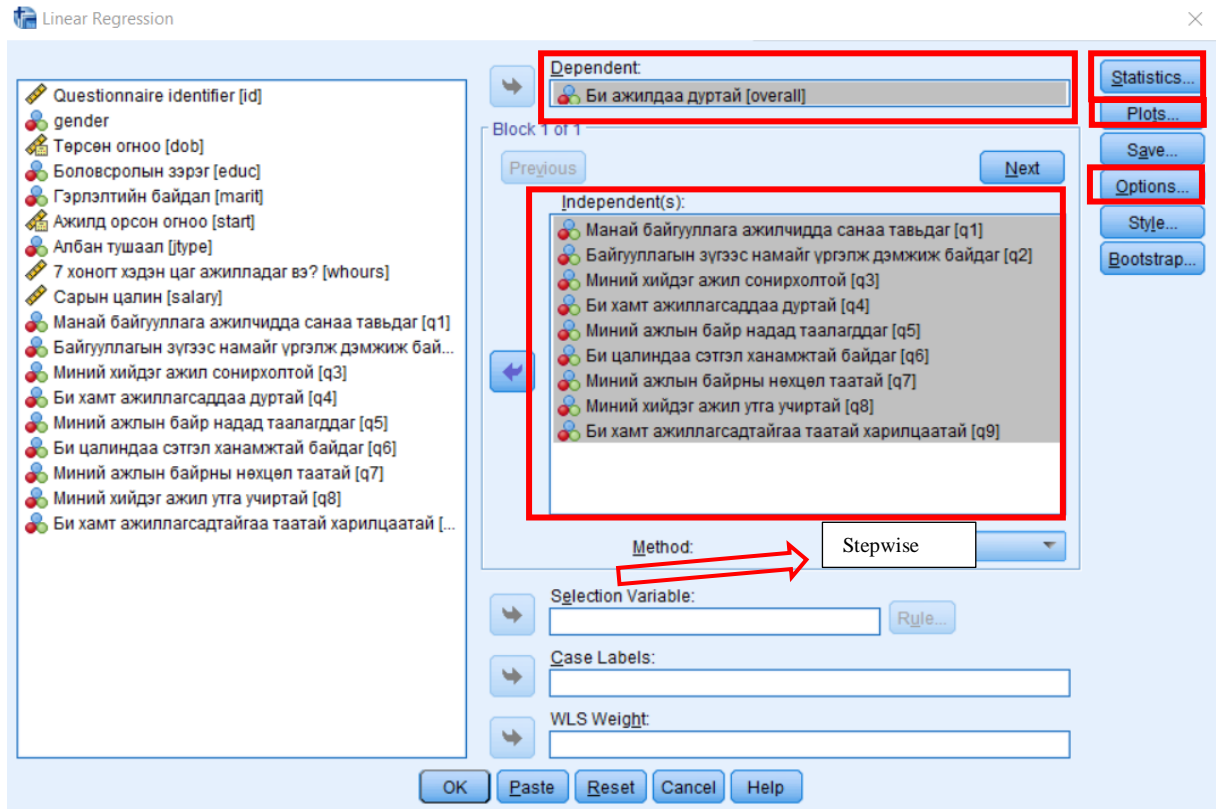 Linear Regression
Questionnaire identifier [id]
gender
Төрсөн огноо [dob]
Боловсролын зэрэг [educ]
Гэрлэлтийн байдал [marit]
Ажилд орсон огноо [start]
Албан тушаал [jtype]
7 хоногт хэдэн цаг ажилладаг вэ? [whours]
Сарын цалин [salary]
Манай байгууллага ажилчидда санаа тавьдаг [q1]
Байгууллагын зүгээс намайг үргэлж дэмжиж бай...
Миний хийдэг ажил сонирхолтой [q3]
Би хамт ажиллагсаддаа дуртай [q4]
Миний ажлын байр надад таалагддаг [q5]
Би цалиндаа сэтгэл ханамжтай байдаг [q6]
Миний ажлын байрны нөхцөл таатай [q7]
Миний хийдэг ажил утга учиртай [q8]
Би хамт ажиллагсадтайгаа таатай харилцаатай [...
Dependent:
Би ажилдаа дуртай [overall]
Block 1 of 1
Previous
Next
Independent(s):
Манай байгууллага ажилчидда санаа тавьдаг [q1]
Байгууллагын зүгээс намайг үргэлж дэмжиж байдаг [q2]
Миний хийдэг ажил сонирхолтой [q3]
Би хамт ажиллагсаддаа дуртай [q4]
Миний ажлын байр надад таалагддаг [q5]
Би цалиндаа сэтгэл ханамжтай байдаг [q6]
Миний ажлын байрны нөхцөл таатай [q7]
Миний хийдэг ажил утга учиртай [q8]
Би хамт ажиллагсадтайгаа таатай харилцаатай [q9]
Method:
Stepwise
Selection Variable:
Rule...
Case Labels:
WLS Weight:
Statistics...
Plots...
Save...
Options...
Style...
Bootstrap...
OK
Paste
Reset
Cancel
Help